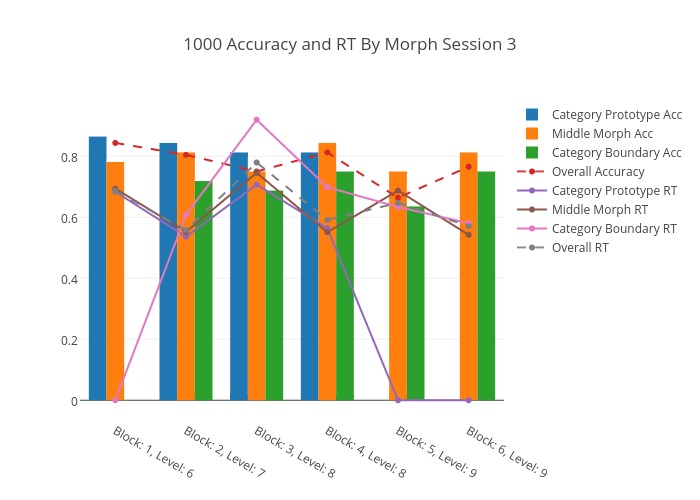 1000 Accuracy and RT By Morph Session 3
Category Prototype Acc
Middle Morph Acc
Category Boundary Acc
Overall Accuracy
Category Prototype RT
Middle Morph RT
Category Boundary RT
Overall RT
0.8
0.6
0.4
0.2
0
Block: 1, Level: 6
Block: 2, Level: 7
Block: 3, Level: 8
Block: 4, Level: 8
Block: 5, Level: 9
Block: 6, Level: 9